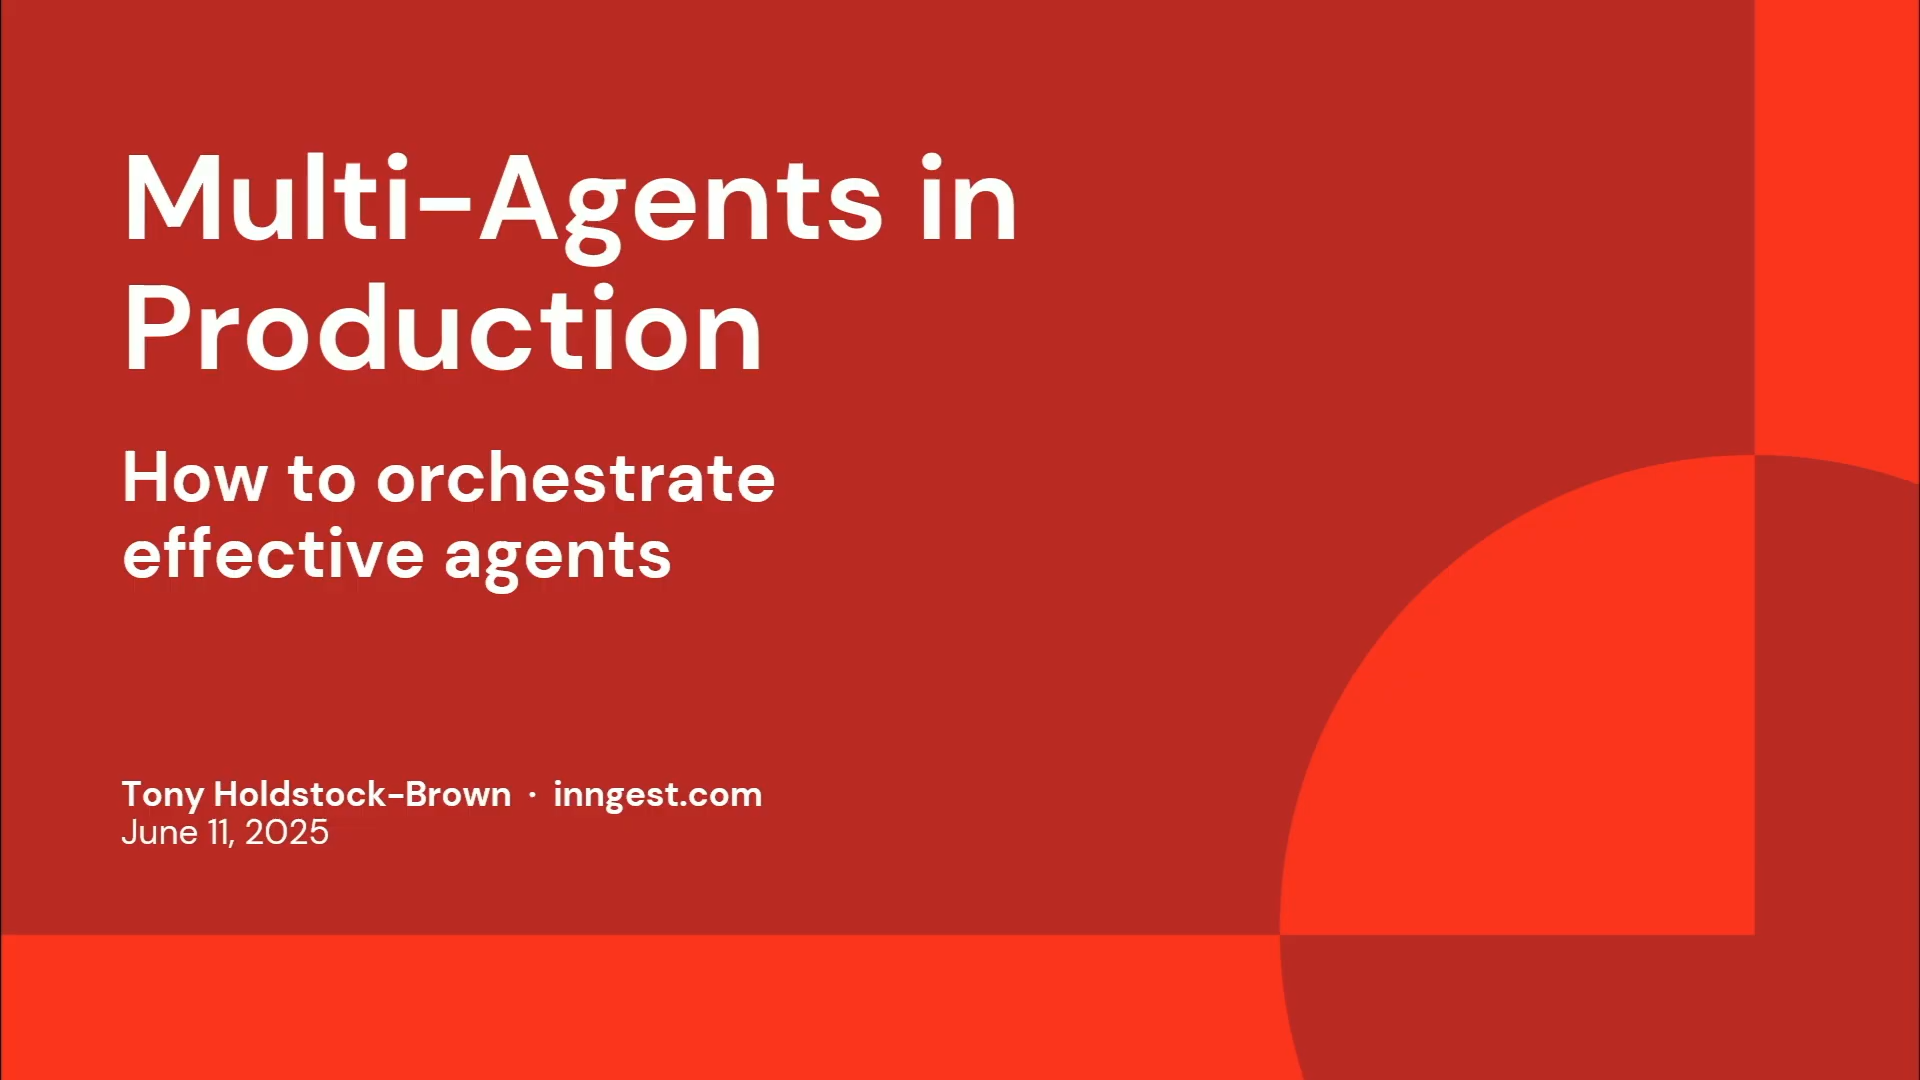 Multi-Agents in
Production
How to orchestrate
effective agents
Tony Holdstock-Brown · inngest.com
June 11, 2025